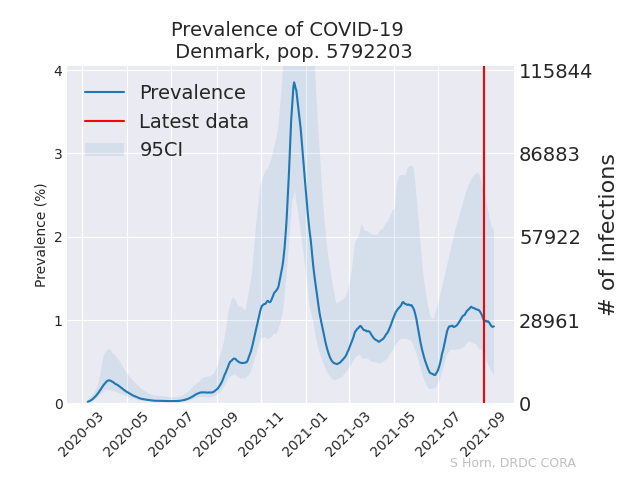 Prevalence of COVID-19
Denmark, pop. 5792203
Prevalence
Latest data
95CI
Prevalence (%)
4
3
2
1
0
115844
86883
57922
28961
0
# of infections
2020-03
2020-05
2020-07
2020-09
2020-11
2021-01
2021-03
2021-05
2021-07
2021-09
S Horn, DRDC CORA